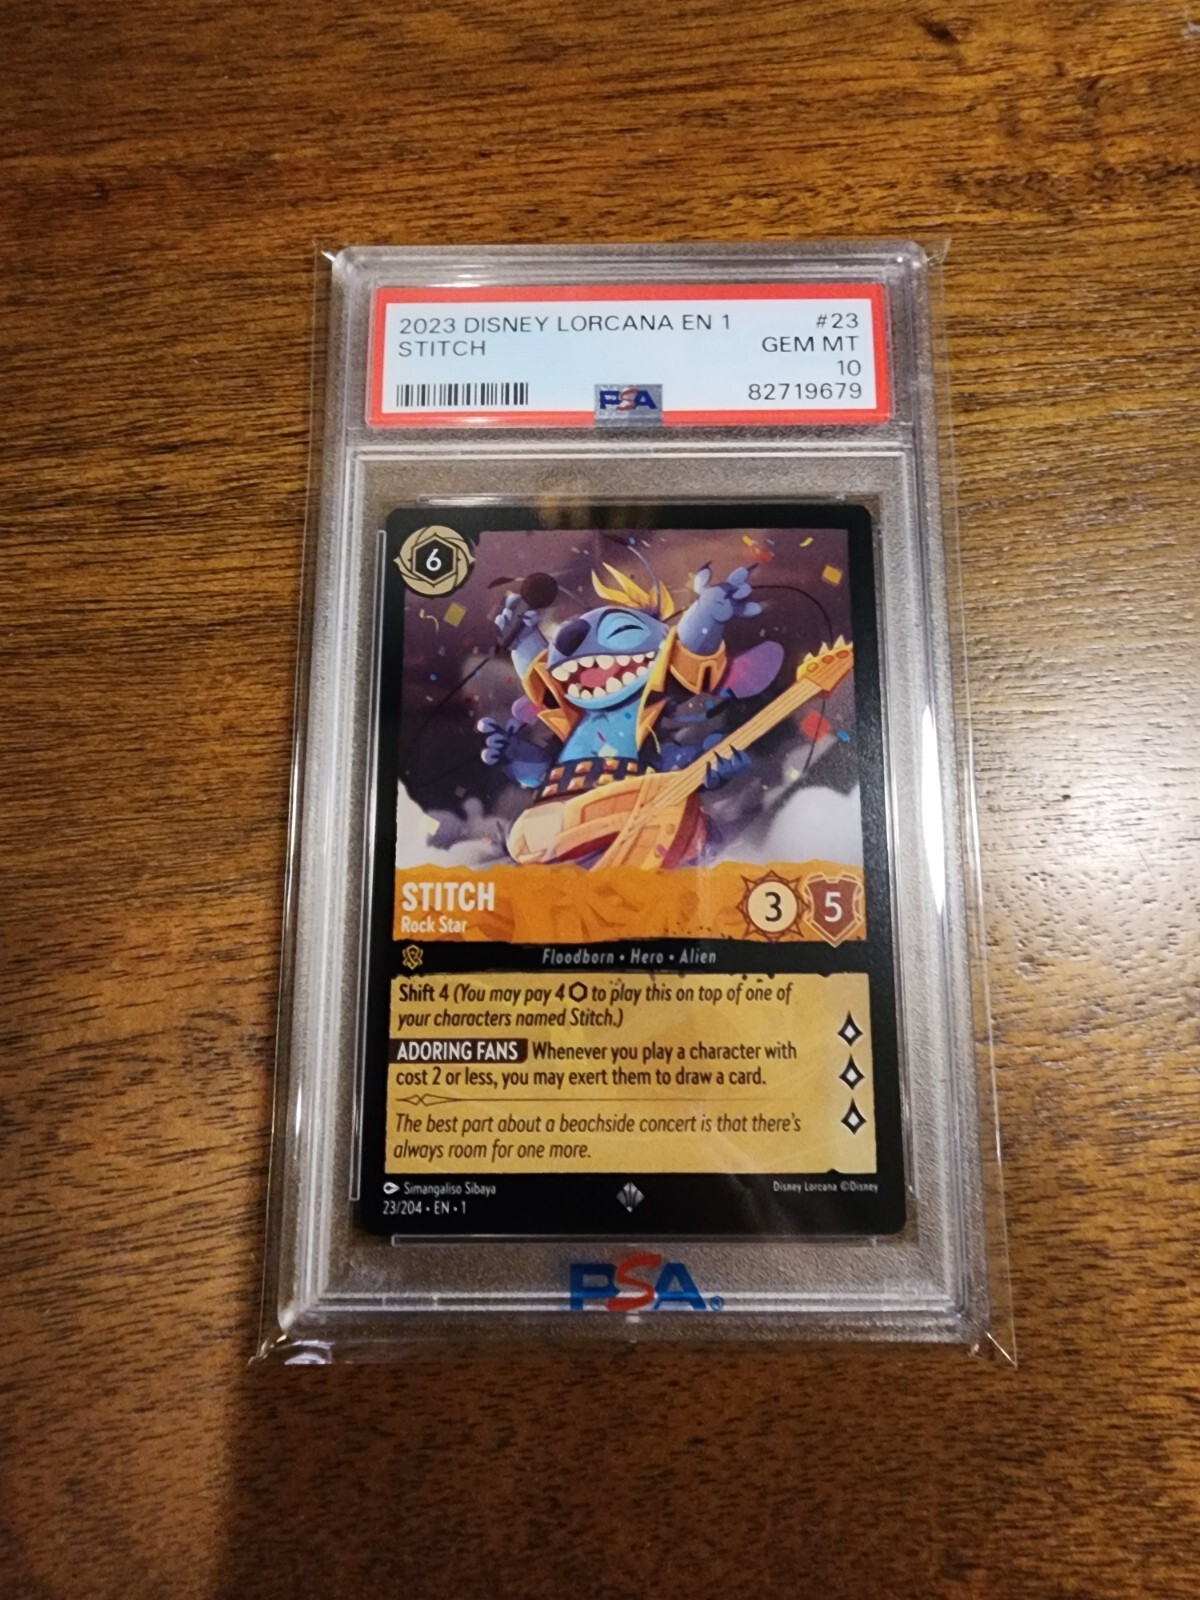 2023 DISNEY LORCANA EN 1 #23
STITCH GEM MT
10
PSA 82719679
6
STITCH
Rock Star
3 5
Floodborn • Hero • Alien
Shift 4 (You may pay 4 ⬡ to play this on top of one of
your characters named Stitch.)
ADORING FANS Whenever you play a character with
cost 2 or less, you may exert them to draw a card.
The best part about a beachside concert is that there's
always room for one more.
Simangaliso Sibaya Disney Lorcana ©Disney
23/204 • EN • 1
PSA®